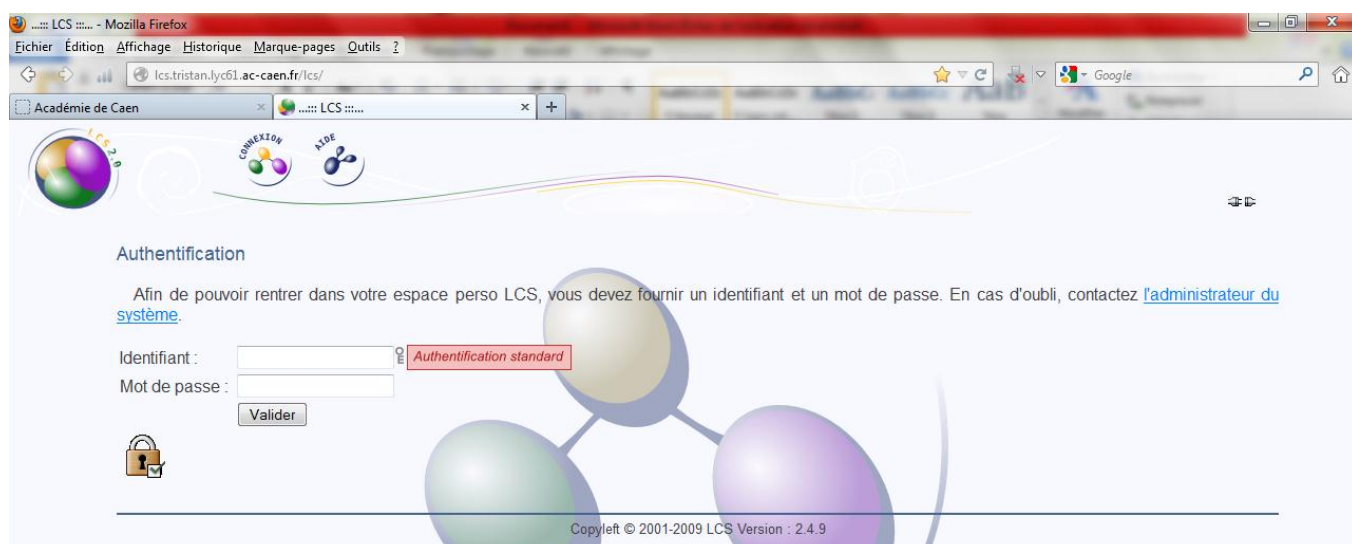 ...::: LCS :::... - Mozilla Firefox
Fichier Édition Affichage Historique Marque-pages Outils ?
lcs.tristan.lyc61.ac-caen.fr/lcs/
Google
Académie de Caen
...::: LCS :::...
LCS 2.0
CONNEXION
AIDE
Authentification
Afin de pouvoir rentrer dans votre espace perso LCS, vous devez fournir un identifiant et un mot de passe. En cas d'oubli, contactez l'administrateur du
système.
Identifiant :
Authentification standard
Mot de passe :
Valider
Copyleft © 2001-2009 LCS Version : 2.4.9